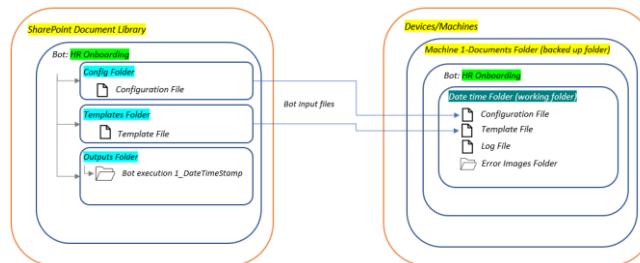 SharePoint Document Library
Bot: HR Onboarding
Config Folder
Configuration File
Templates Folder
Template File
Outputs Folder
Bot execution 1_DateTimeStamp
Bot Input files
Devices/Machines
Machine 1-Documents Folder (backed up folder)
Bot: HR Onboarding
Date time Folder (working folder)
Configuration File
Template File
Log File
Error Images Folder